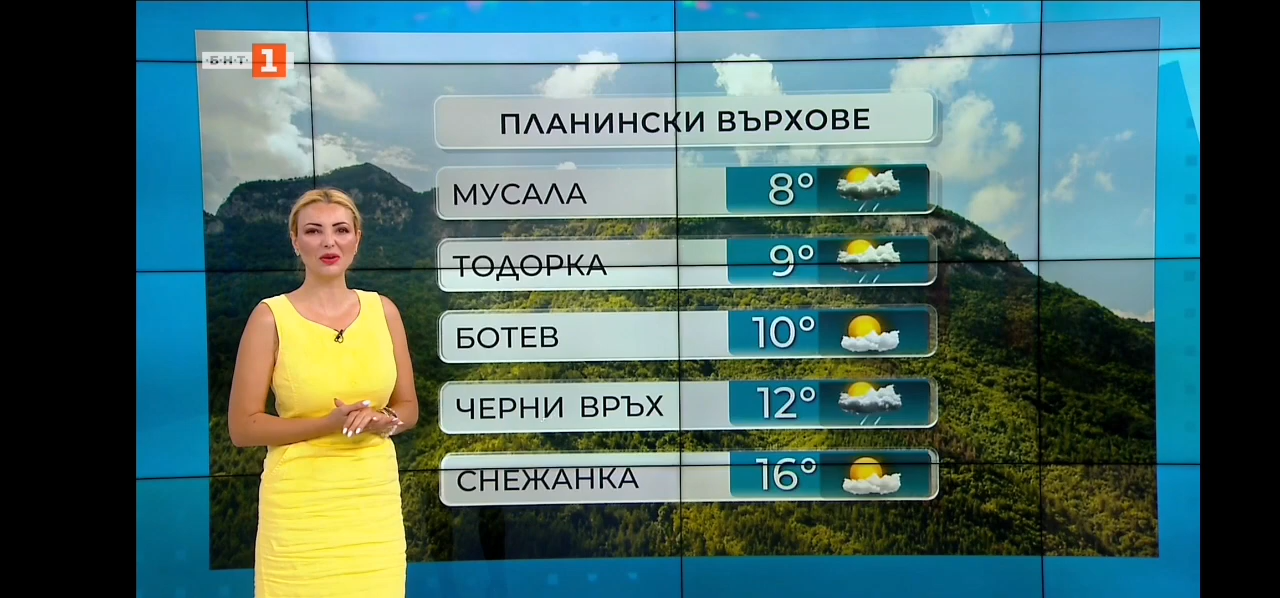 БНТ 1
ПЛАНИНСКИ ВЪРХОВЕ
МУСАЛА 8°
ТОДОРКА 9°
БОТЕВ 10°
ЧЕРНИ ВРЪХ 12°
СНЕЖАНКА 16°